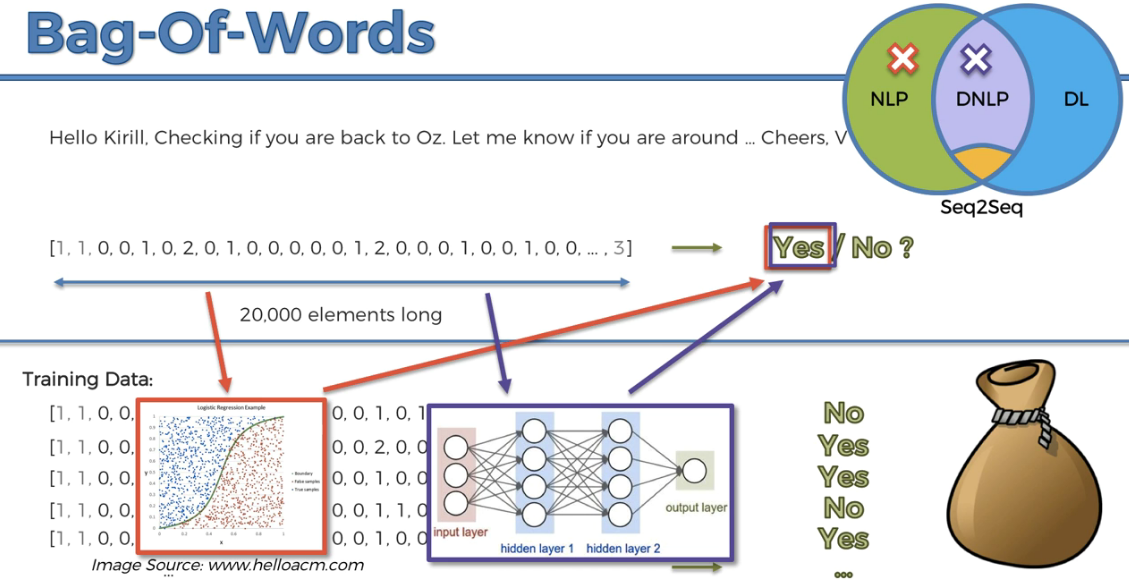 Bag-Of-Words
NLP
DNLP
DL
Seq2Seq
Hello Kirill, Checking if you are back to Oz. Let me know if you are around ... Cheers, V
[1, 1, 0, 0, 1, 0, 2, 0, 1, 0, 0, 0, 0, 0, 1, 2, 0, 0, 0, 1, 0, 0, 1, 0, 0, ... , 3]
Yes / No ?
20,000 elements long
Training Data:
[1, 1, 0, 0, 0, 0, 1, 0, 1 No
[1, 1, 0, 0, 0, 0, 2, 0, 0 Yes
[1, 1, 0, 0, 0, 0, 1, 0, 0 Yes
[1, 1, 0, 0, 0, 0, 1, 1, 0 No
[1, 1, 0, 0, 0, 0, 1, 0, 0 Yes
... ...
Logistic Regression Example
Boundary
False samples
True samples
input layer
hidden layer 1
hidden layer 2
output layer
Image Source: www.helloacm.com